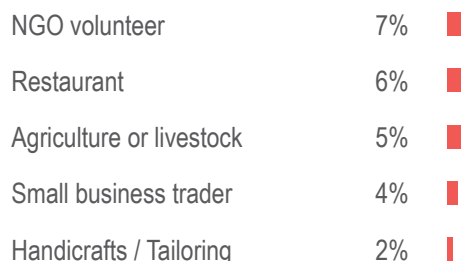 NGO volunteer 7%
Restaurant 6%
Agriculture or livestock 5%
Small business trader 4%
Handicrafts / Tailoring 2%